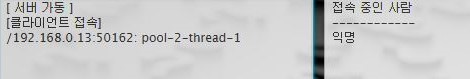 [ 서버 가동 ]
[클라이언트 접속]
/192.168.0.13:50162: pool-2-thread-1
접속 중인 사람
------------
익명